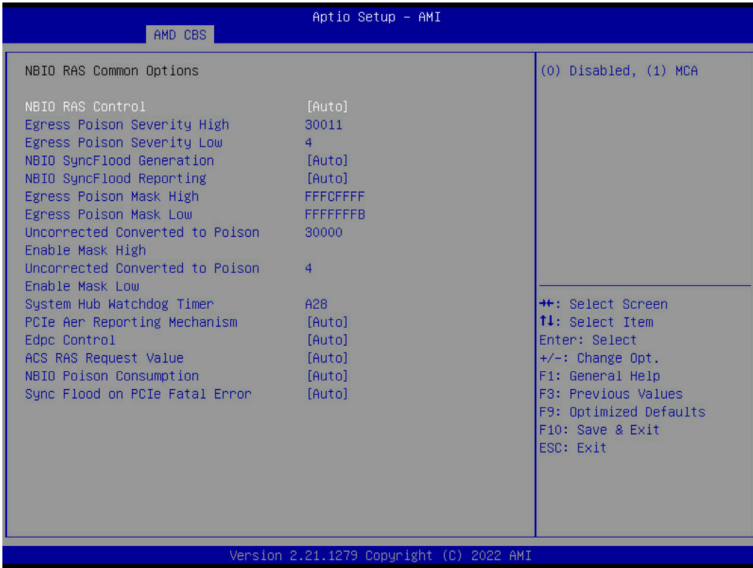 Aptio Setup - AMI
AMD CBS
NBIO RAS Common Options
(0) Disabled, (1) MCA
NBIO RAS Control [Auto]
Egress Poison Severity High 30011
Egress Poison Severity Low 4
NBIO SyncFlood Generation [Auto]
NBIO SyncFlood Reporting [Auto]
Egress Poison Mask High FFFCFFFF
Egress Poison Mask Low FFFFFFFB
Uncorrected Converted to Poison 30000
Enable Mask High
Uncorrected Converted to Poison 4
Enable Mask Low
System Hub Watchdog Timer A28
PCIe Aer Reporting Mechanism [Auto]
Edpc Control [Auto]
ACS RAS Request Value [Auto]
NBIO Poison Consumption [Auto]
Sync Flood on PCIe Fatal Error [Auto]
→←: Select Screen
↑↓: Select Item
Enter: Select
+/-: Change Opt.
F1: General Help
F3: Previous Values
F9: Optimized Defaults
F10: Save & Exit
ESC: Exit
Version 2.21.1279 Copyright (C) 2022 AMI